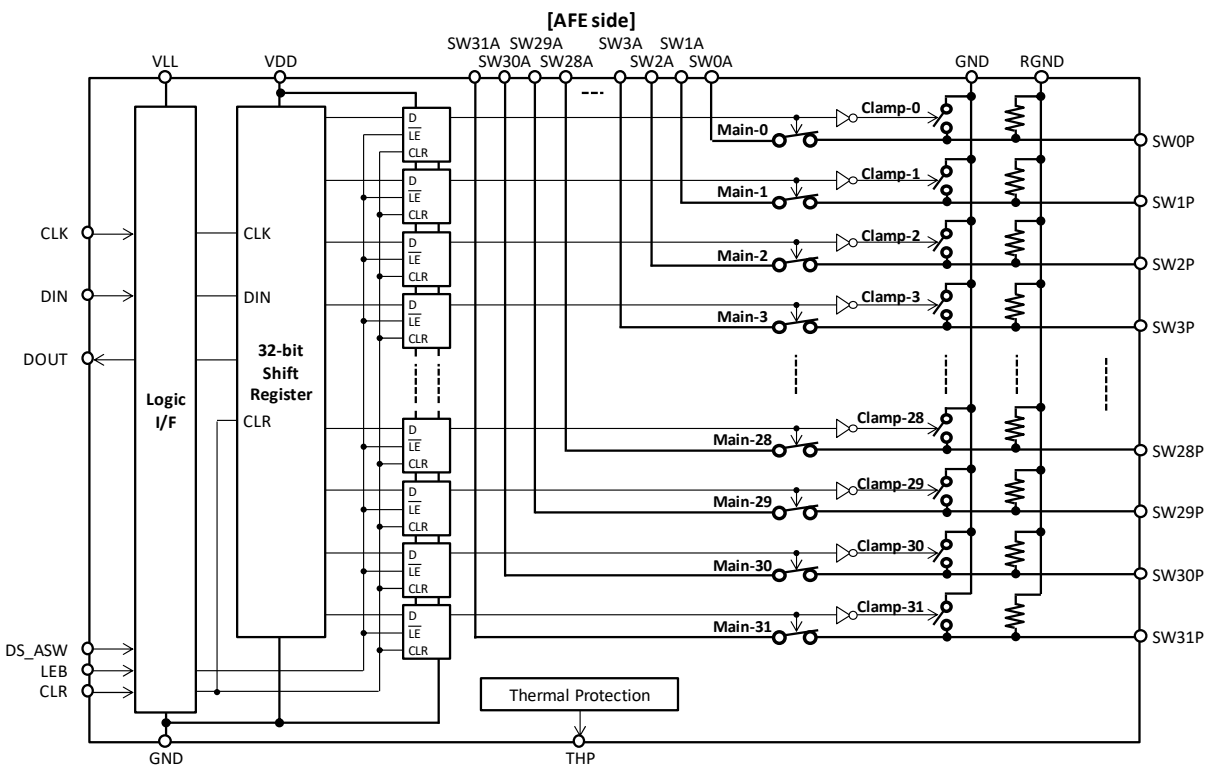 [AFE side]
SW31A SW29A SW3A SW1A
VLL VDD SW30A SW28A SW2A SW0A GND RGND
D
LE
CLR
Main-0
Clamp-0
SW0P
D
LE
CLR
Main-1
Clamp-1
SW1P
CLK
CLK
D
LE
CLR
Main-2
Clamp-2
SW2P
DIN
DIN
D
LE
CLR
Main-3
Clamp-3
SW3P
DOUT
32-bit
Shift
Register
Logic
I/F
CLR
D
LE
CLR
Main-28
Clamp-28
SW28P
D
LE
CLR
Main-29
Clamp-29
SW29P
D
LE
CLR
Main-30
Clamp-30
SW30P
D
LE
CLR
Main-31
Clamp-31
SW31P
DS_ASW
LEB
CLR
Thermal Protection
GND
THP